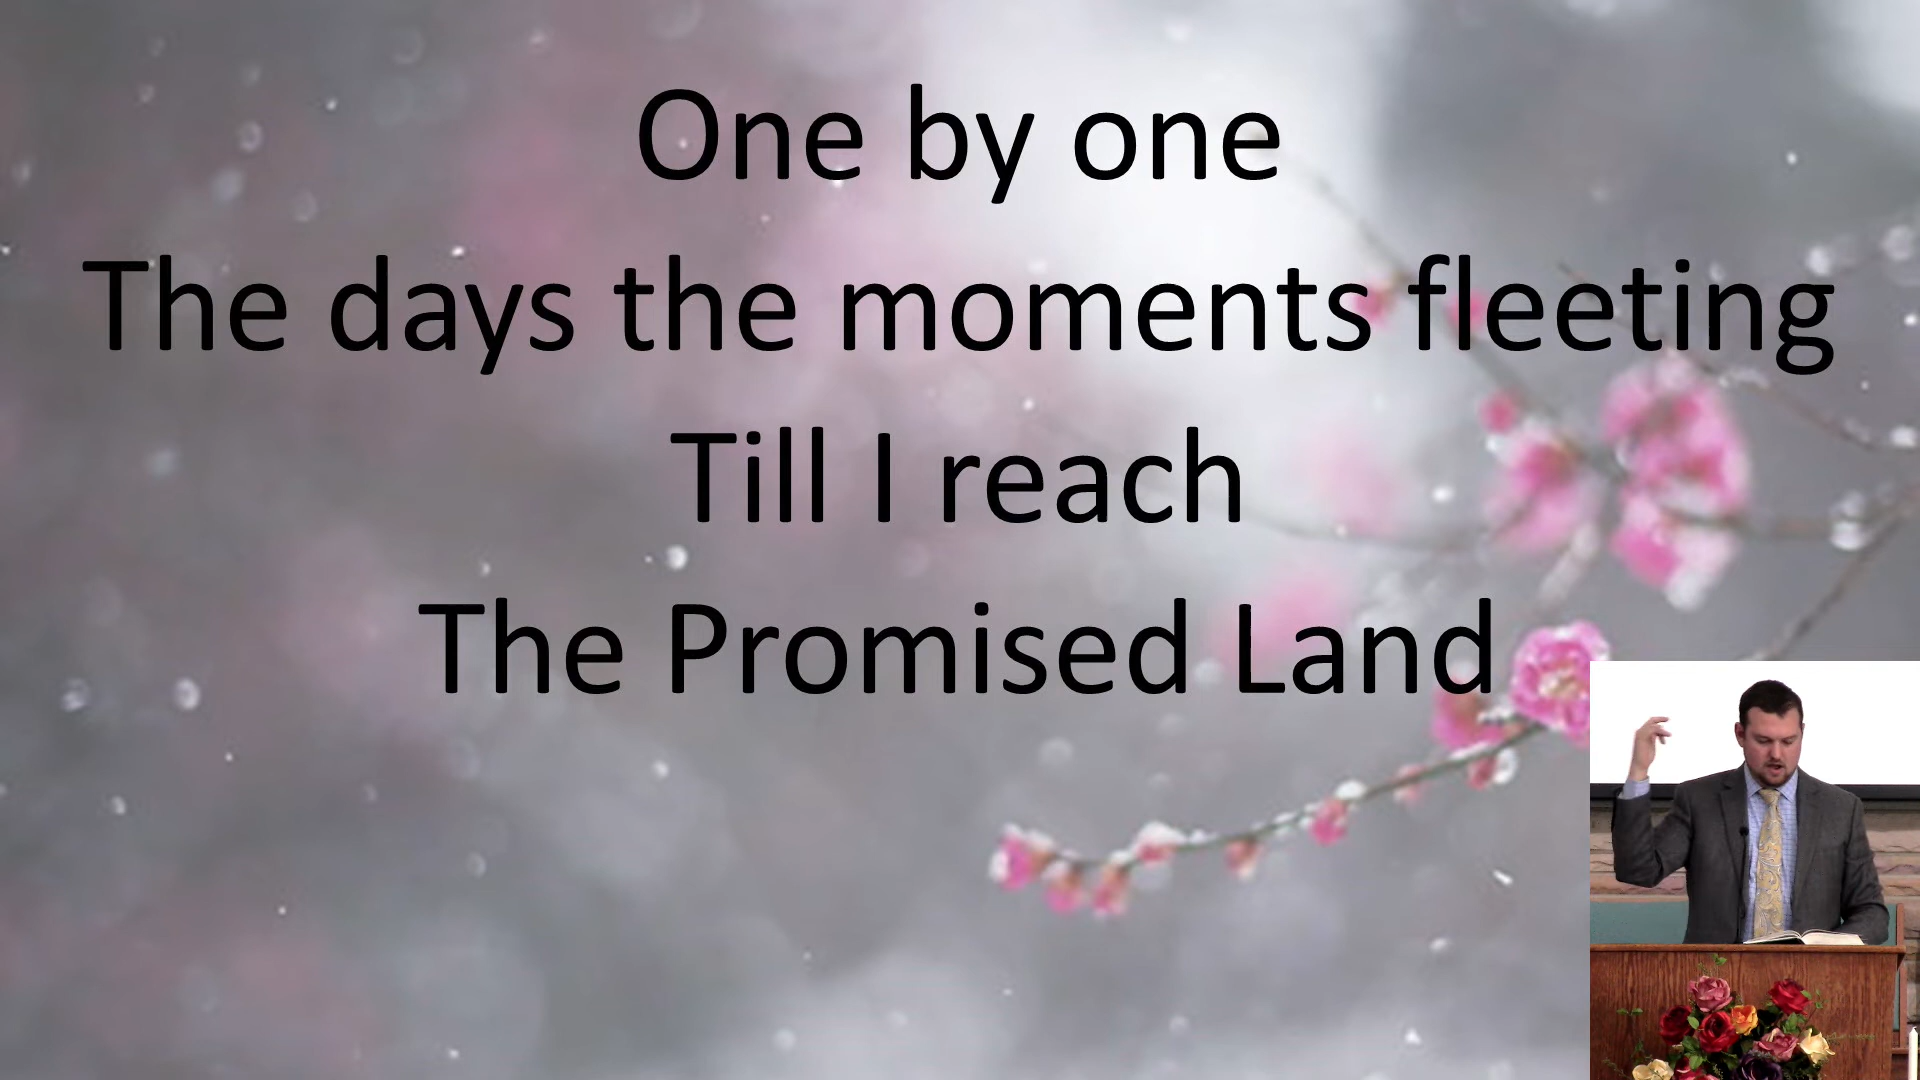 One by one
The days the moments fleeting
Till I reach
The Promised Land